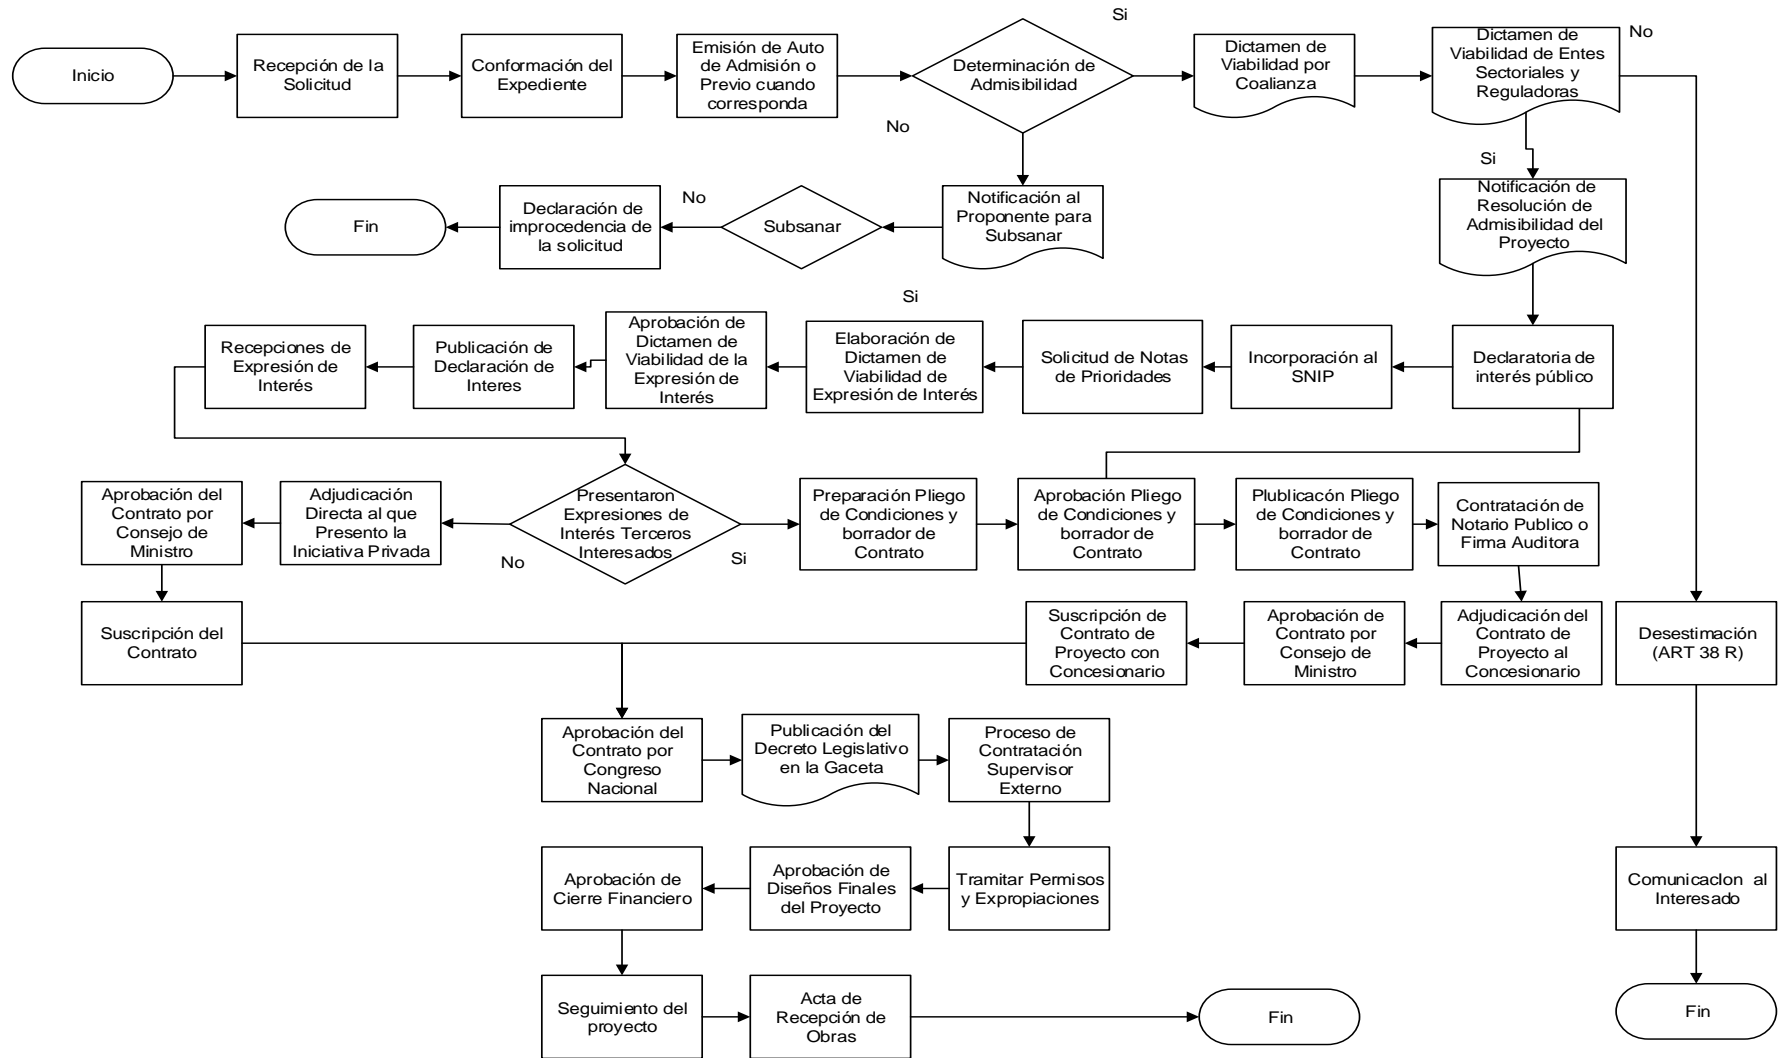 Inicio
Recepción de la
Solicitud
Conformación del
Expediente
Emisión de Auto
de Admisión o
Previo cuando
corresponda
Determinación de
Admisibilidad
Si
No
Dictamen de
Viabilidad por
Coalianza
Dictamen de
Viabilidad de Entes
Sectoriales y
Reguladoras
No
Si
Fin
Declaración de
improcedencia de
la solicitud
No
Subsanar
Si
Notificación al
Proponente para
Subsanar
Notificación de
Resolución de
Admisibilidad del
Proyecto
Recepciones de
Expresión de
Interés
Publicación de
Declaración de
Interes
Aprobación de
Dictamen de
Viabilidad de la
Expresión de
Interés
Elaboración de
Dictamen de
Viabilidad de
Expresión de Interés
Solicitud de Notas
de Prioridades
Incorporación al
SNIP
Declaratoria de
interés público
Aprobación del
Contrato por
Consejo de
Ministro
Adjudicación
Directa al que
Presento la
Iniciativa Privada
No
Presentaron
Expresiones de
Interés Terceros
Interesados
Si
Preparación Pliego
de Condiciones y
borrador de
Contrato
Aprobación Pliego
de Condiciones y
borrador de
Contrato
Plublicacón Pliego
de Condiciones y
borrador de
Contrato
Contratación de
Notario Publico o
Firma Auditora
Suscripción del
Contrato
Suscripción de
Contrato de
Proyecto con
Concesionario
Aprobación de
Contrato por
Consejo de
Ministro
Adjudicación del
Contrato de
Proyecto al
Concesionario
Desestimación
(ART 38 R)
Aprobación del
Contrato por
Congreso
Nacional
Publicación del
Decreto Legislativo
en la Gaceta
Proceso de
Contratación
Supervisor
Externo
Aprobación de
Cierre Financiero
Aprobación de
Diseños Finales
del Proyecto
Tramitar Permisos
y Expropiaciones
ComunicacIon al
Interesado
Seguimiento del
proyecto
Acta de
Recepción de
Obras
Fin
Fin